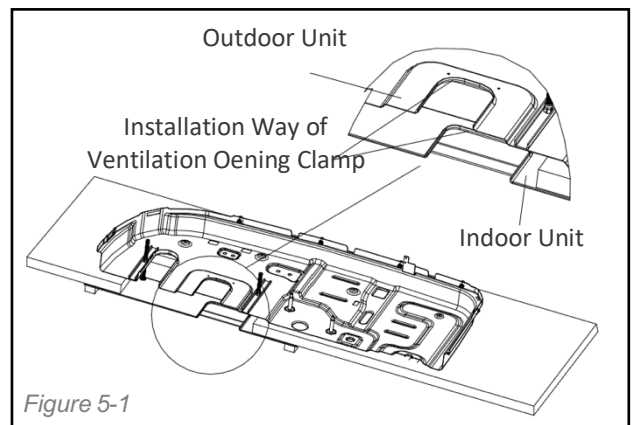 Outdoor Unit
Installation Way of
Ventilation Oening Clamp
Indoor Unit
Figure 5-1